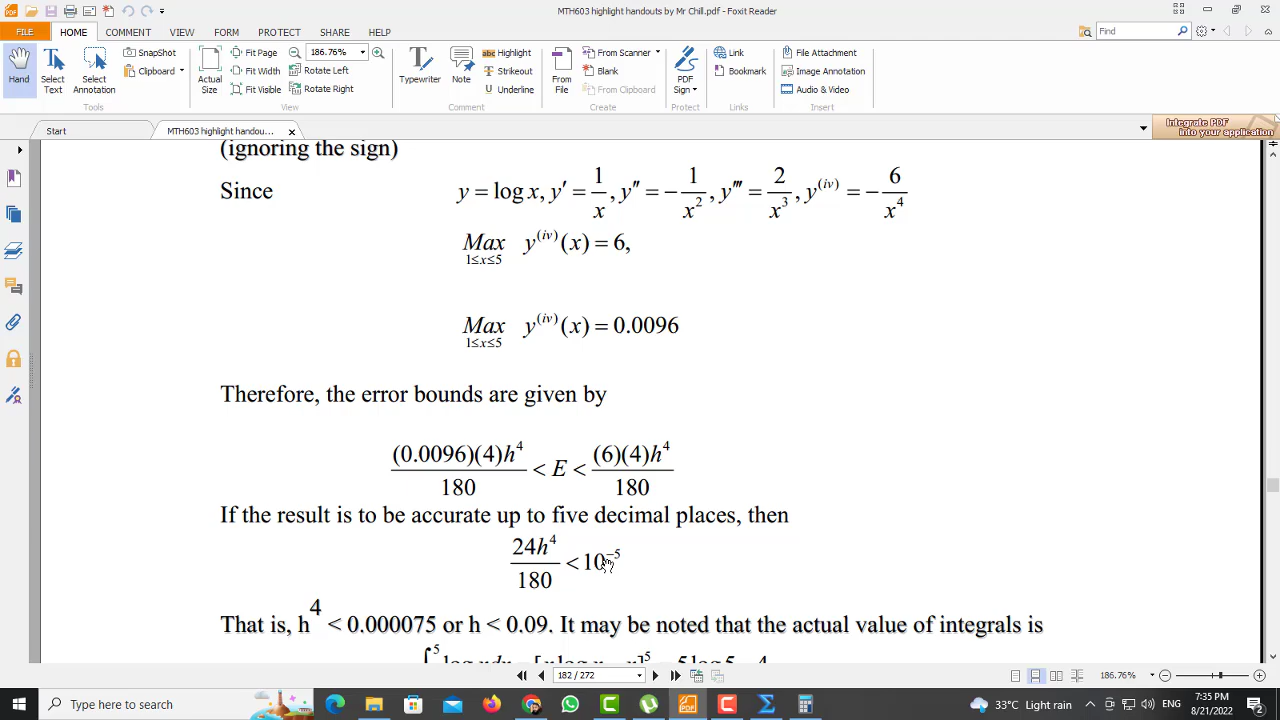 MTH603 highlight handouts by Mr Chill.pdf - Foxit Reader
FILE HOME COMMENT VIEW FORM PROTECT SHARE HELP
Find
Hand
Select Text
Select Annotation
SnapShot
Clipboard
Tools
Actual Size
Fit Page
Fit Width
Fit Visible
186.76%
Rotate Left
Rotate Right
View
Typewriter
Note
Highlight
Strikeout
Underline
Comment
From File
From Scanner
Blank
From Clipboard
Create
PDF Sign
Protect
Link
Bookmark
Links
File Attachment
Image Annotation
Audio & Video
Insert
Start
MTH603 highlight handou...
Integrate PDF
into your application
(ignoring the sign)
Since y = log x, y′ = 1/x, y″ = −1/x², y‴ = 2/x³, y^(iv) = −6/x⁴
Max y^(iv)(x) = 6,
1≤x≤5
Max y^(iv)(x) = 0.0096
1≤x≤5
Therefore, the error bounds are given by
(0.0096)(4)h⁴/180 < E < (6)(4)h⁴/180
If the result is to be accurate up to five decimal places, then
24h⁴/180 < 10⁻⁵
That is, h⁴ < 0.000075 or h < 0.09. It may be noted that the actual value of integrals is
182 / 272
186.76%
Type here to search
33°C Light rain
7:35 PM
8/21/2022